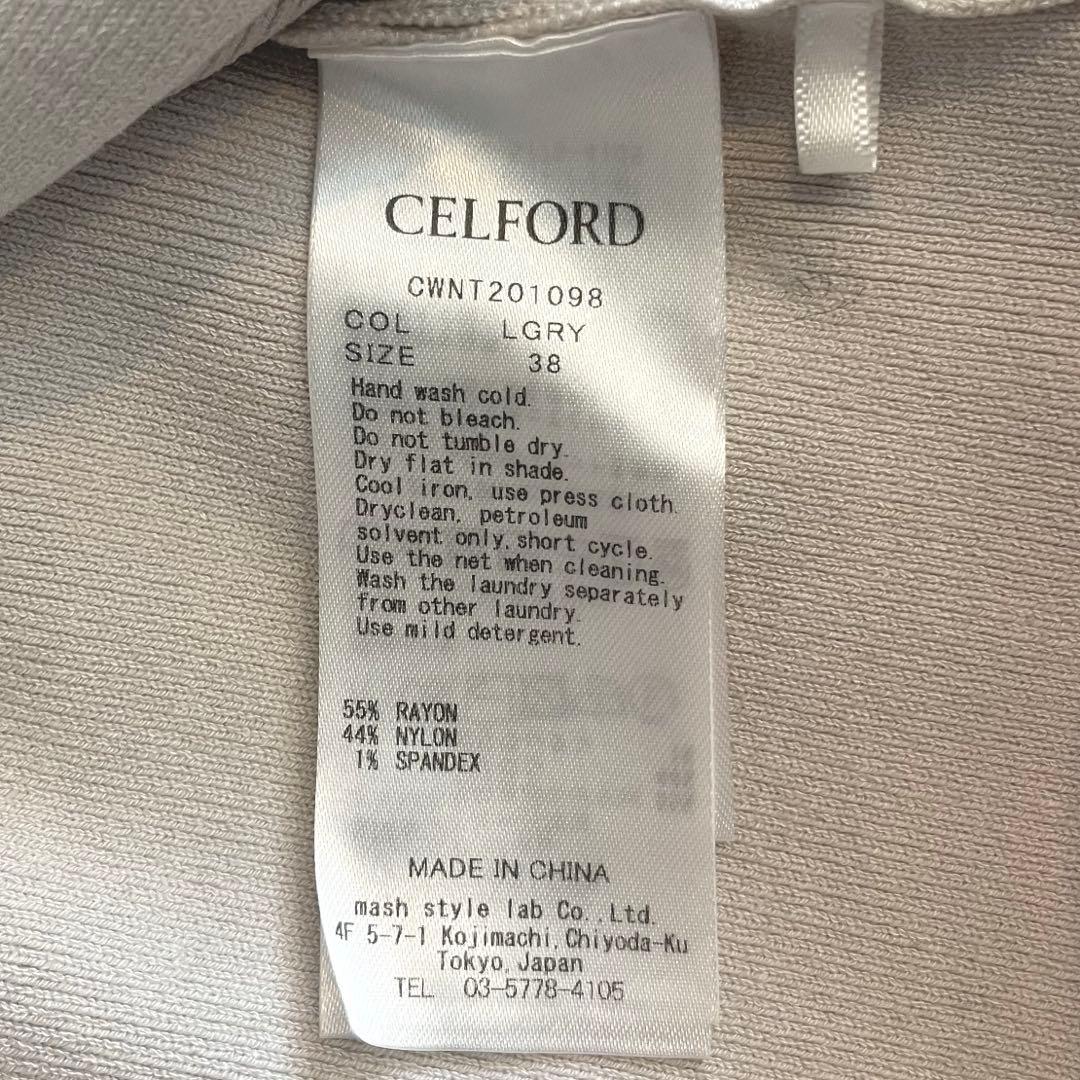 CELFORD
CWNT201098
COL LGRY
SIZE 38
Hand wash cold.
Do not bleach.
Do not tumble dry.
Dry flat in shade.
Cool iron, use press cloth.
Dryclean, petroleum
solvent only, short cycle.
Use the net when cleaning.
Wash the laundry separately
from other laundry.
Use mild detergent.
55% RAYON
44% NYLON
1% SPANDEX
MADE IN CHINA
mash style lab Co.,Ltd.
4F 5-7-1 Kojimachi,Chiyoda-Ku
Tokyo,Japan
TEL 03-5778-4105